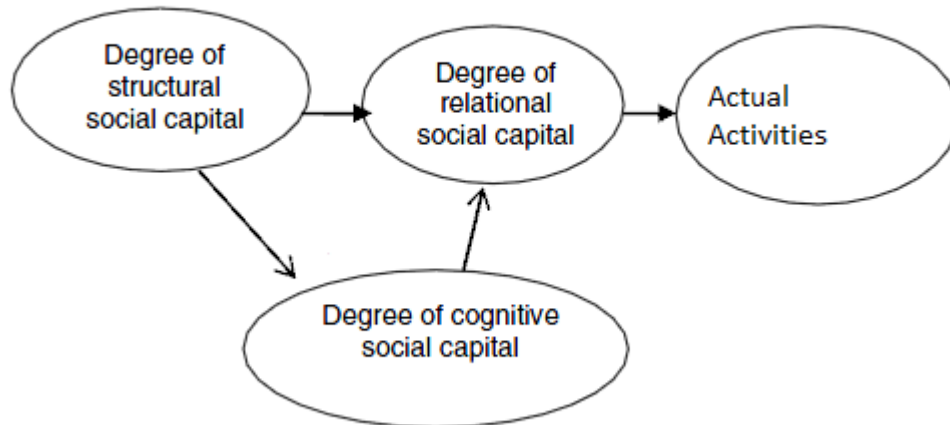 Degree of
structural
social capital
Degree of
relational
social capital
Actual
Activities
Degree of cognitive
social capital